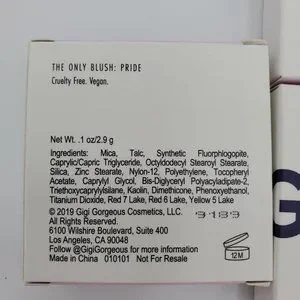 THE ONLY BLUSH: PRIDE
Cruelty Free. Vegan.
Net Wt. .1 oz/2.9 g
Ingredients: Mica, Talc, Synthetic Fluorphlogopite,
Caprylic/Capric Triglyceride, Octyldodecyl Stearoyl Stearate,
Silica, Zinc Stearate, Nylon-12, Polyethylene, Tocopheryl
Acetate, Caprylyl Glycol, Bis-Diglyceryl Polyacyladipate-2,
Triethoxycaprylylsilane, Kaolin, Dimethicone, Phenoxyethanol,
Titanium Dioxide, Red 7 Lake, Red 6 Lake, Yellow 5 Lake
© 2019 Gigi Gorgeous Cosmetics, LLC.
All rights reserved.
6100 Wilshire Boulevard, Suite 400
Los Angeles, CA 90048
Follow @GigiGorgeous for more information
Made in China 010101 Not For Resale
9189
12M
G